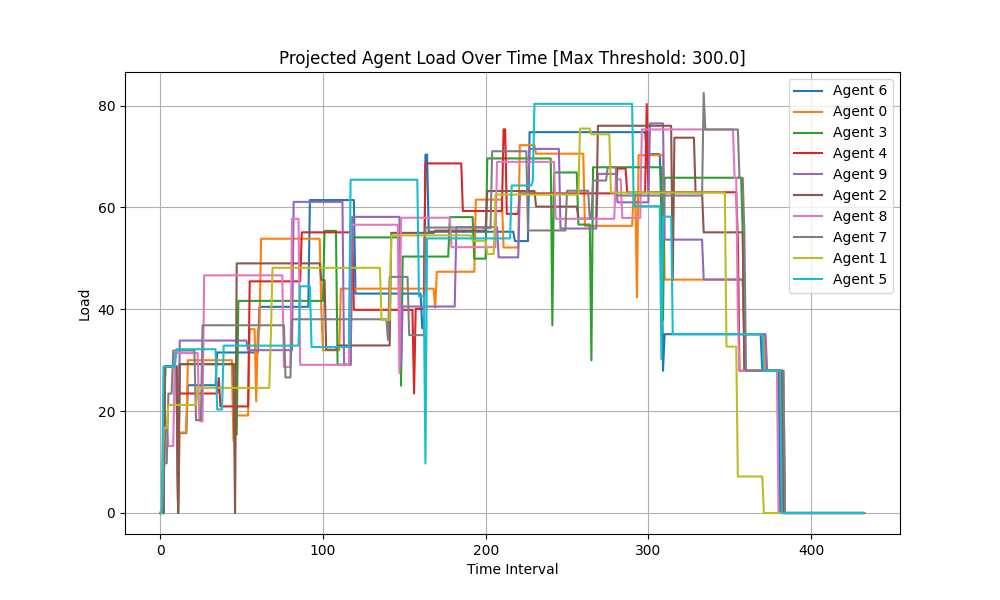 Projected Agent Load Over Time [Max Threshold: 300.0]
Load
80
60
40
20
0
0 100 200 300 400
Time Interval
Agent 6
Agent 0
Agent 3
Agent 4
Agent 9
Agent 2
Agent 8
Agent 7
Agent 1
Agent 5